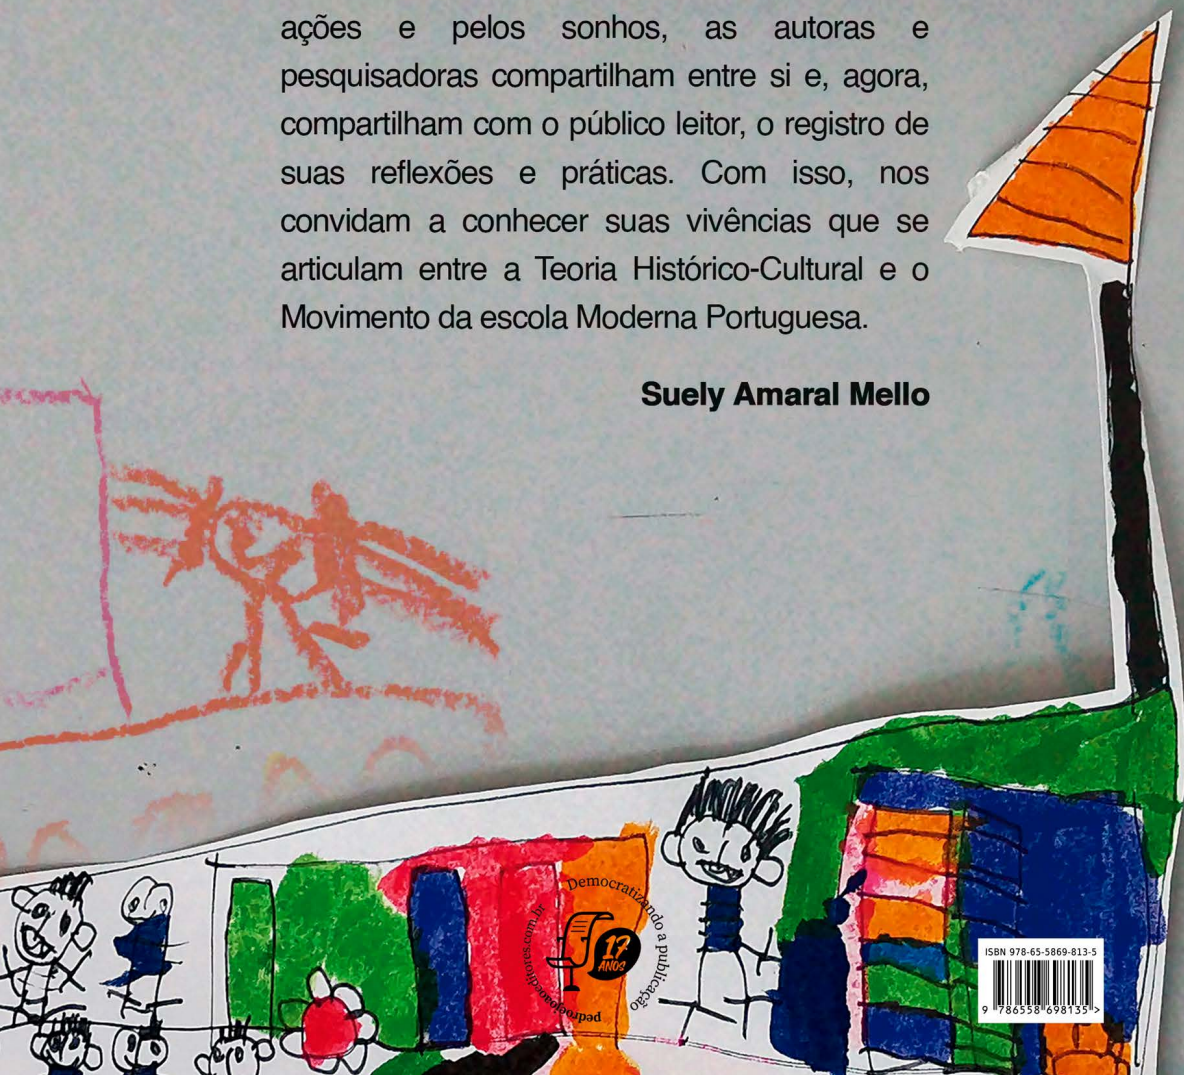 ações e pelos sonhos, as autoras e
pesquisadoras compartilham entre si e, agora,
compartilham com o público leitor, o registro de
suas reflexões e práticas. Com isso, nos
convidam a conhecer suas vivências que se
articulam entre a Teoria Histórico-Cultural e o
Movimento da escola Moderna Portuguesa.
Suely Amaral Mello
Democratizando a publicação
pedroejoaoeditores.com.br
17
ANOS
ISBN 978-65-5869-813-5
9 786558 698135 >